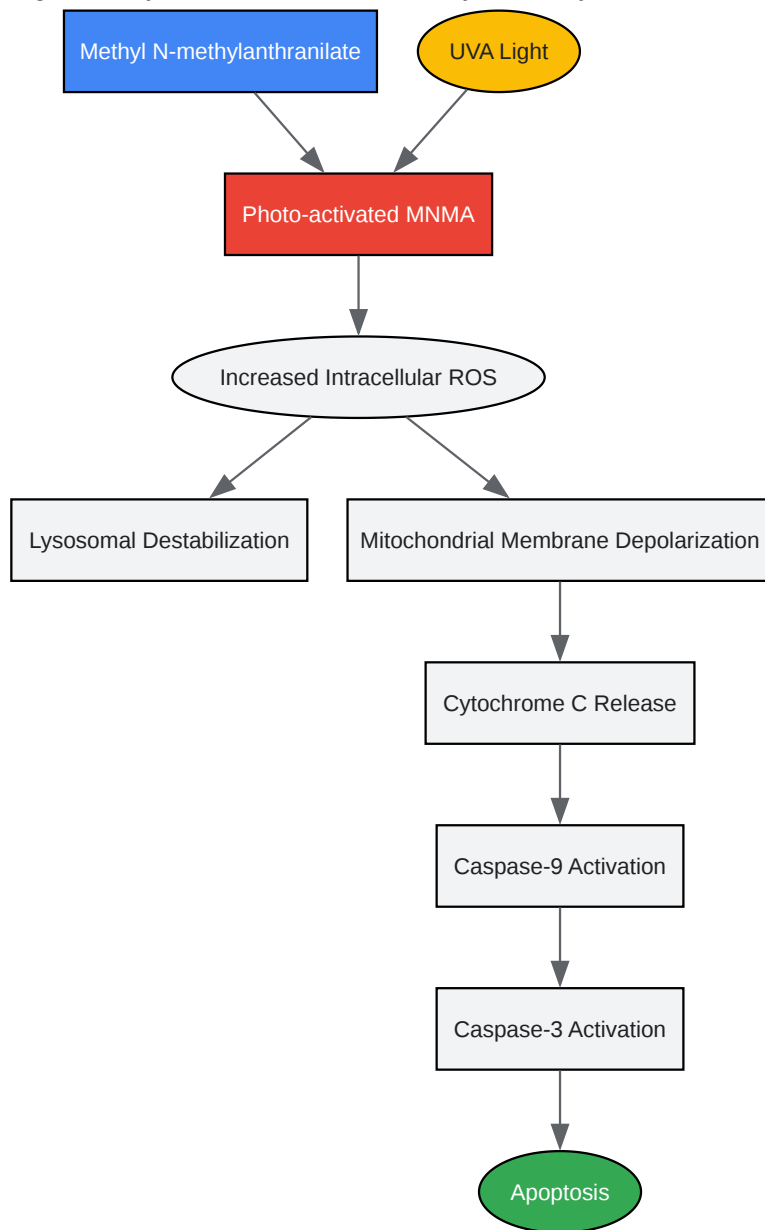 Methyl N-methylanthranilate
UVA Light
Photo-activated MNMA
Increased Intracellular ROS
Lysosomal Destabilization
Mitochondrial Membrane Depolarization
Cytochrome C Release
Caspase-9 Activation
Caspase-3 Activation
Apoptosis